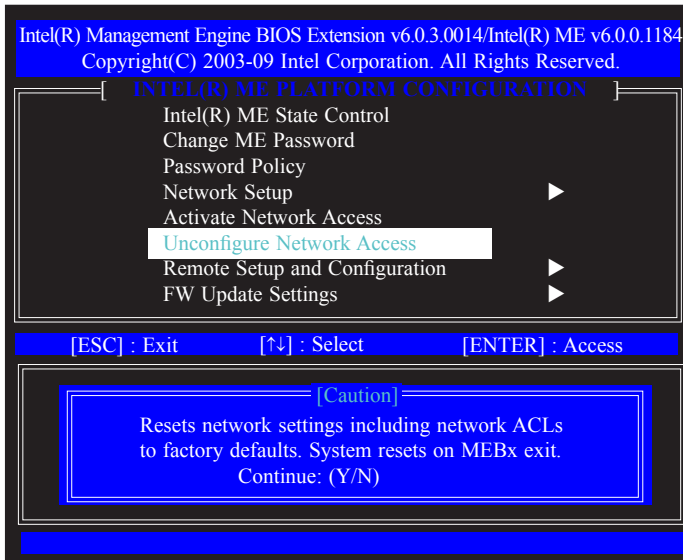 Intel(R) Management Engine BIOS Extension v6.0.3.0014/Intel(R) ME v6.0.0.1184
Copyright(C) 2003-09 Intel Corporation. All Rights Reserved.
[ INTEL(R) ME PLATFORM CONFIGURATION ]
Intel(R) ME State Control
Change ME Password
Password Policy
Network Setup ▶
Activate Network Access
Unconfigure Network Access
Remote Setup and Configuration ▶
FW Update Settings ▶
[ESC] : Exit [↑↓] : Select [ENTER] : Access
[Caution]
Resets network settings including network ACLs
to factory defaults. System resets on MEBx exit.
Continue: (Y/N)